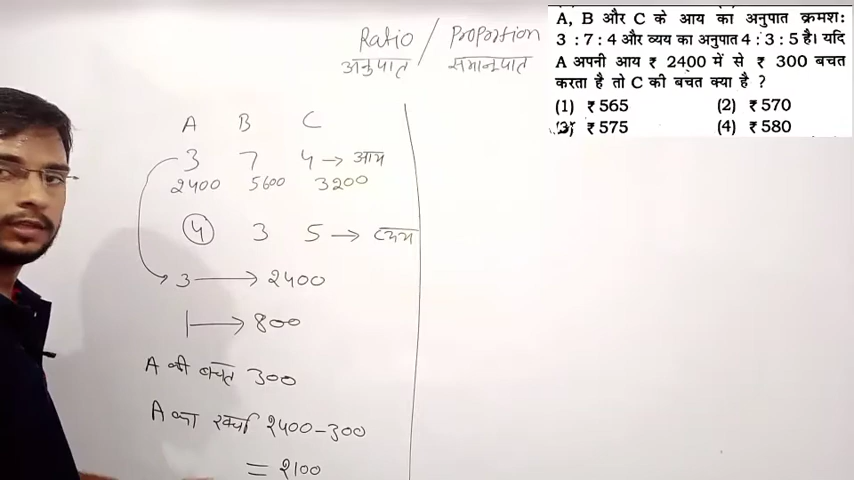 Ratio / Proportion
अनुपात समानुपात
A, B और C के आय का अनुपात क्रमशः
3 : 7 : 4 और व्यय का अनुपात 4 : 3 : 5 है। यदि
A अपनी आय ₹ 2400 में से ₹ 300 बचत
करता है तो C की बचत क्या है ?
(1) ₹ 565 (2) ₹ 570
(3) ₹ 575 (4) ₹ 580
A B C
3 7 4 → आय
2400 5600 3200
4 3 5 → व्यय
3 → 2400
1 → 800
A की बचत 300
A का खर्चा 2400-300
= 2100